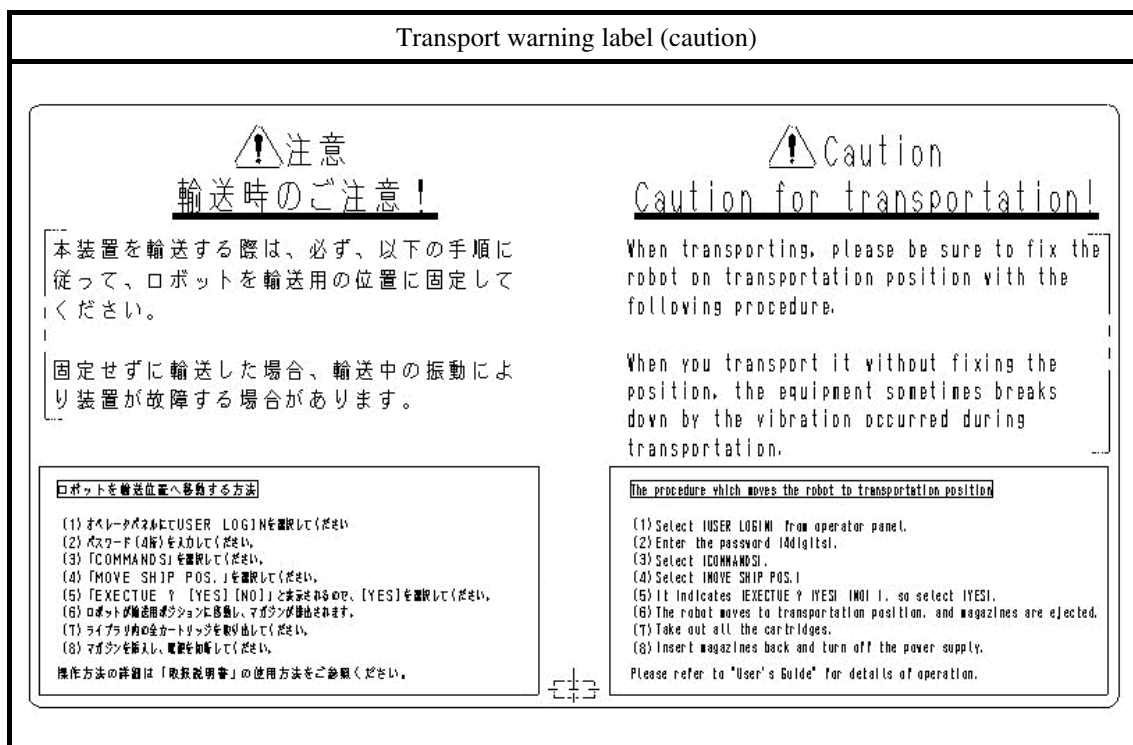 Transport warning label (caution)
注意
輸送時のご注意！
本装置を輸送する際は、必ず、以下の手順に
従って、ロボットを輸送用の位置に固定して
ください。
固定せずに輸送した場合、輸送中の振動によ
り装置が故障する場合があります。
ロボットを輸送位置へ移動する方法
(1) オペレータパネルにてUSER LOGINを選択してください
(2) パスワード(4桁)を入力してください。
(3) 「COMMANDS」を選択してください。
(4) 「MOVE SHIP POS.」を選択してください。
(5) 「EXECTUE ? [YES] [NO]」と表示されるので、[YES]を選択してください。
(6) ロボットが輸送用ポジションに移動し、マガジンが排出されます。
(7) ライブラリ内の全カートリッジを取り出してください。
(8) マガジンを挿入し、電源を切断してください。
操作方法の詳細は「取扱説明書」の使用方法をご参照ください。
Caution
Caution for transportation!
When transporting, please be sure to fix the
robot on transportation position with the
following procedure.
When you transport it without fixing the
position, the equipment sometimes breaks
down by the vibration occurred during
transportation.
The procedure which moves the robot to transportation position
(1) Select [USER LOGIN] from operator panel.
(2) Enter the password [4digits].
(3) Select [COMMANDS].
(4) Select [MOVE SHIP POS.]
(5) It indicates [EXECTUE ? [YES] [NO] ], so select [YES].
(6) The robot moves to transportation position, and magazines are ejected.
(7) Take out all the cartridges.
(8) Insert magazines back and turn off the power supply.
Please refer to "User's Guide" for details of operation.